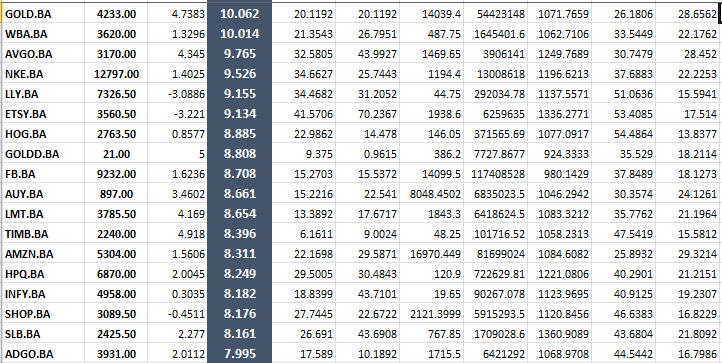 GOLD.BA 4233.00 4.7383 10.062 20.1192 20.1192 14039.4 54423148 1071.7659 26.1806 28.6562
WBA.BA 3620.00 1.3296 10.014 21.3543 26.7951 487.75 1645401.6 1062.7106 33.5449 22.1762
AVGO.BA 3170.00 4.345 9.765 32.5805 43.9927 1469.65 3906141 1249.7689 30.7479 28.452
NKE.BA 12797.00 1.4025 9.526 34.6627 25.7443 1194.4 13008618 1196.6213 37.6883 22.2253
LLY.BA 7326.50 -3.0886 9.155 34.4682 31.2052 44.75 292034.78 1137.5571 51.0636 15.5941
ETSY.BA 3560.50 -3.221 9.134 41.5706 70.2367 1938.6 6259635 1336.2771 53.4085 17.514
HOG.BA 2763.50 0.8577 8.885 22.9862 14.478 146.05 371565.69 1077.0917 54.4864 13.8377
GOLDD.BA 21.00 5 8.808 9.375 0.9615 386.2 7727.8677 924.3333 35.529 18.2114
FB.BA 9232.00 1.6236 8.708 15.2703 15.5372 14099.5 117408528 980.1429 37.8489 18.1273
AUY.BA 897.00 3.4602 8.661 15.2216 22.541 8048.4502 6835023.5 1046.2942 30.3574 24.1261
LMT.BA 3785.50 4.169 8.654 13.3892 17.6717 1843.3 6418624.5 1083.3212 35.7762 21.1964
TIMB.BA 2240.00 4.918 8.396 6.1611 9.0024 48.25 101716.52 1058.2313 47.5419 15.5812
AMZN.BA 5304.00 1.5606 8.311 22.1698 29.5871 16970.449 81699024 1084.6082 25.8932 29.3214
HPQ.BA 6870.00 2.0045 8.249 29.5005 30.4843 120.9 722629.81 1221.0806 40.2901 21.2151
INFY.BA 4958.00 0.3035 8.182 18.8399 43.7101 19.65 90267.078 1123.9695 40.9125 19.2307
SHOP.BA 3089.50 -0.4511 8.176 27.7445 22.6722 2121.3999 5915293.5 1120.8456 46.6383 16.8229
SLB.BA 2425.50 2.277 8.161 26.691 43.6908 767.85 1709028.6 1360.9089 43.6804 21.8092
ADGO.BA 3931.00 2.0112 7.995 17.589 10.1892 1715.5 6421292 1068.9708 44.5442 16.7986